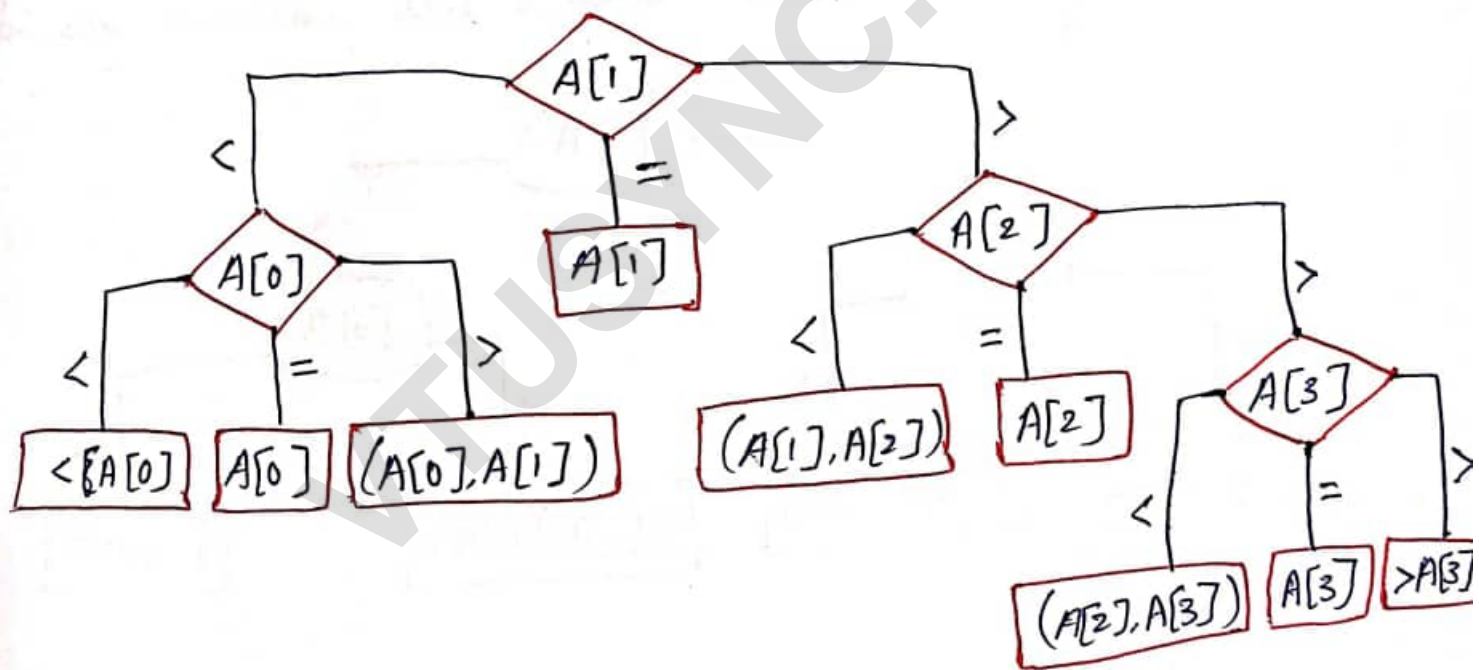 A[1]
<
=
>
A[0]
A[1]
A[2]
<
=
>
<
=
>
A[3]
<{A[0]
A[0]
(A[0],A[1])
(A[1],A[2])
A[2]
<
=
>
(A[2],A[3])
A[3]
>A[3]
VTUSYNC.